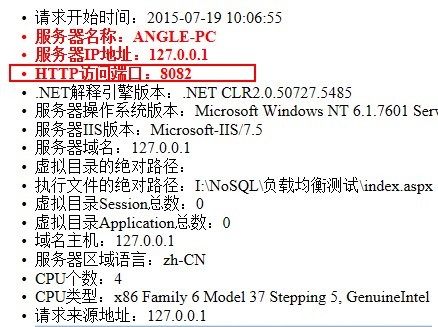 请求开始时间：2015-07-19 10:06:55
服务器名称：ANGLE-PC
服务器IP地址：127.0.0.1
HTTP访问端口：8082
.NET解释引擎版本：.NET CLR2.0.50727.5485
服务器操作系统版本：Microsoft Windows NT 6.1.7601 Serv
服务器IIS版本：Microsoft-IIS/7.5
服务器域名：127.0.0.1
虚拟目录的绝对路径：
执行文件的绝对路径：I:\NoSQL\负载均衡测试\index.aspx
虚拟目录Session总数：0
虚拟目录Application总数：0
域名主机：127.0.0.1
服务器区域语言：zh-CN
CPU个数：4
CPU类型：x86 Family 6 Model 37 Stepping 5, GenuineIntel
请求来源地址：127.0.0.1